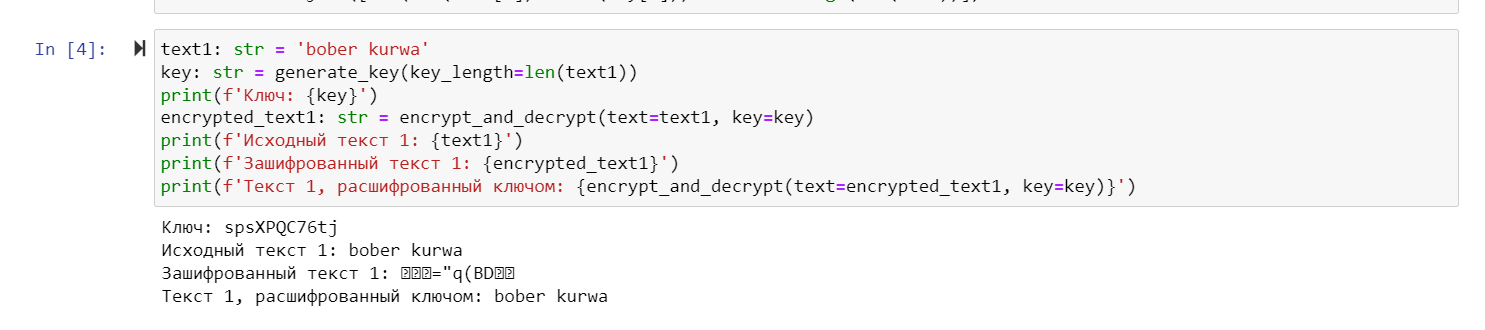 In [4]:
text1: str = 'bober kurwa'
key: str = generate_key(key_length=len(text1))
print(f'Ключ: {key}')
encrypted_text1: str = encrypt_and_decrypt(text=text1, key=key)
print(f'Исходный текст 1: {text1}')
print(f'Зашифрованный текст 1: {encrypted_text1}')
print(f'Текст 1, расшифрованный ключом: {encrypt_and_decrypt(text=encrypted_text1, key=key)}')
Ключ: spsXPQC76tj
Исходный текст 1: bober kurwa
Зашифрованный текст 1: ="q(BD
Текст 1, расшифрованный ключом: bober kurwa